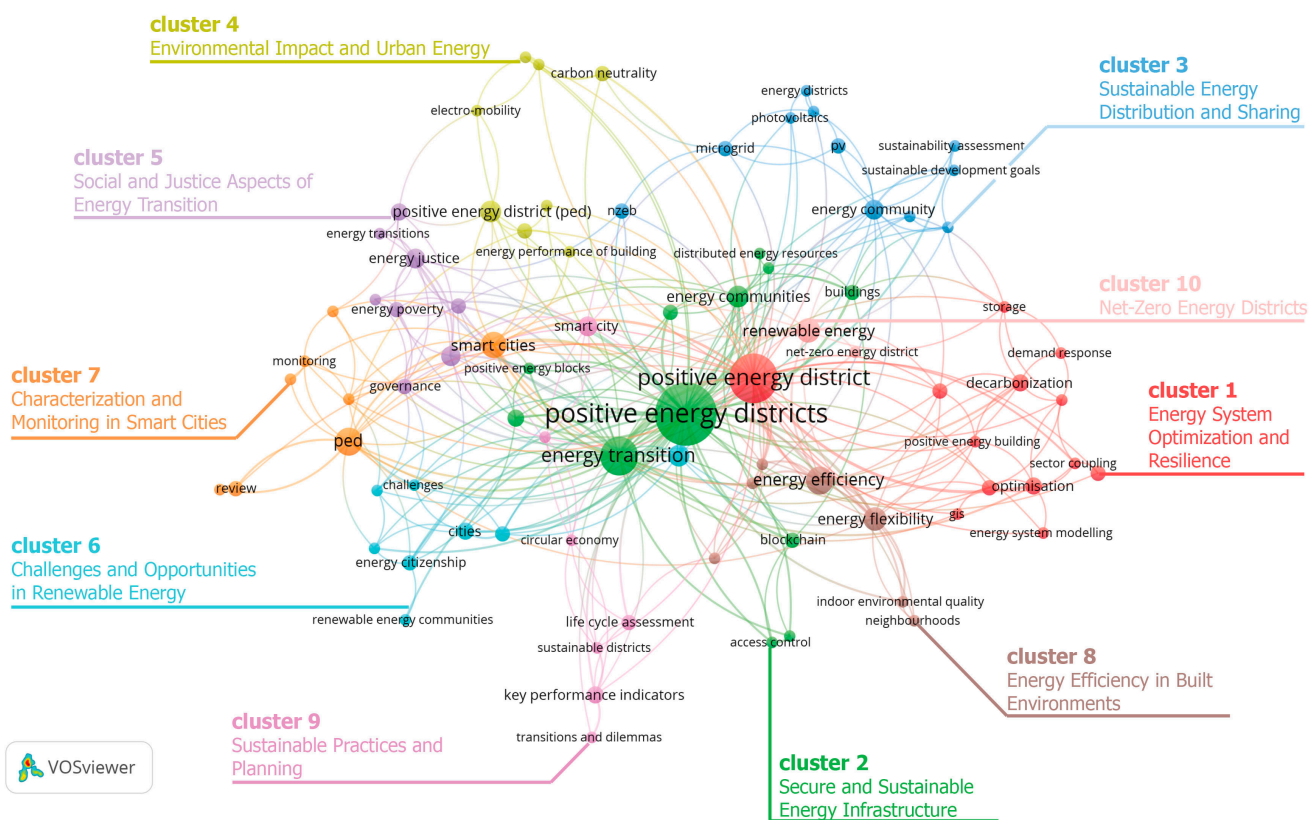 cluster 4
Environmental Impact and Urban Energy
carbon neutrality
electro-mobility
cluster 3
Sustainable Energy
Distribution and Sharing
energy districts
photovoltaics
microgrid
pv
sustainability assessment
sustainable development goals
cluster 5
Social and Justice Aspects of
Energy Transition
positive energy district (ped)
nzeb
energy community
energy transitions
energy justice
energy performance of building
distributed energy resources
energy communities
buildings
cluster 10
Net-Zero Energy Districts
energy poverty
smart city
renewable energy
storage
smart cities
net-zero energy district
demand response
monitoring
positive energy blocks
governance
positive energy district
decarbonization
cluster 7
Characterization and
Monitoring in Smart Cities
cluster 1
Energy System
Optimization and
Resilience
positive energy districts
ped
energy transition
positive energy building
sector coupling
review
challenges
energy efficiency
optimisation
energy flexibility
gis
energy system modelling
cities
circular economy
blockchain
cluster 6
Challenges and Opportunities
in Renewable Energy
energy citizenship
renewable energy communities
indoor environmental quality
neighbourhoods
life cycle assessment
sustainable districts
access control
cluster 8
Energy Efficiency in Built
Environments
key performance indicators
cluster 9
Sustainable Practices and
Planning
transitions and dilemmas
VOSviewer
cluster 2
Secure and Sustainable
Energy Infrastructure